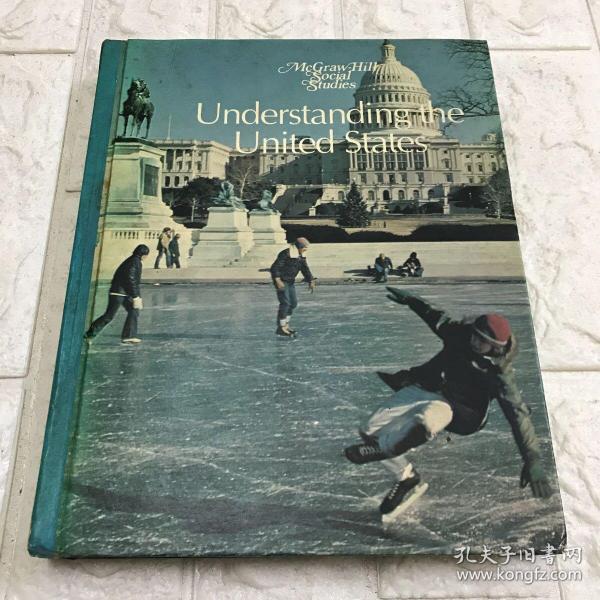 McGraw-Hill
Social
Studies
Understanding the
United States
孔夫子旧书网
www.kongfz.com